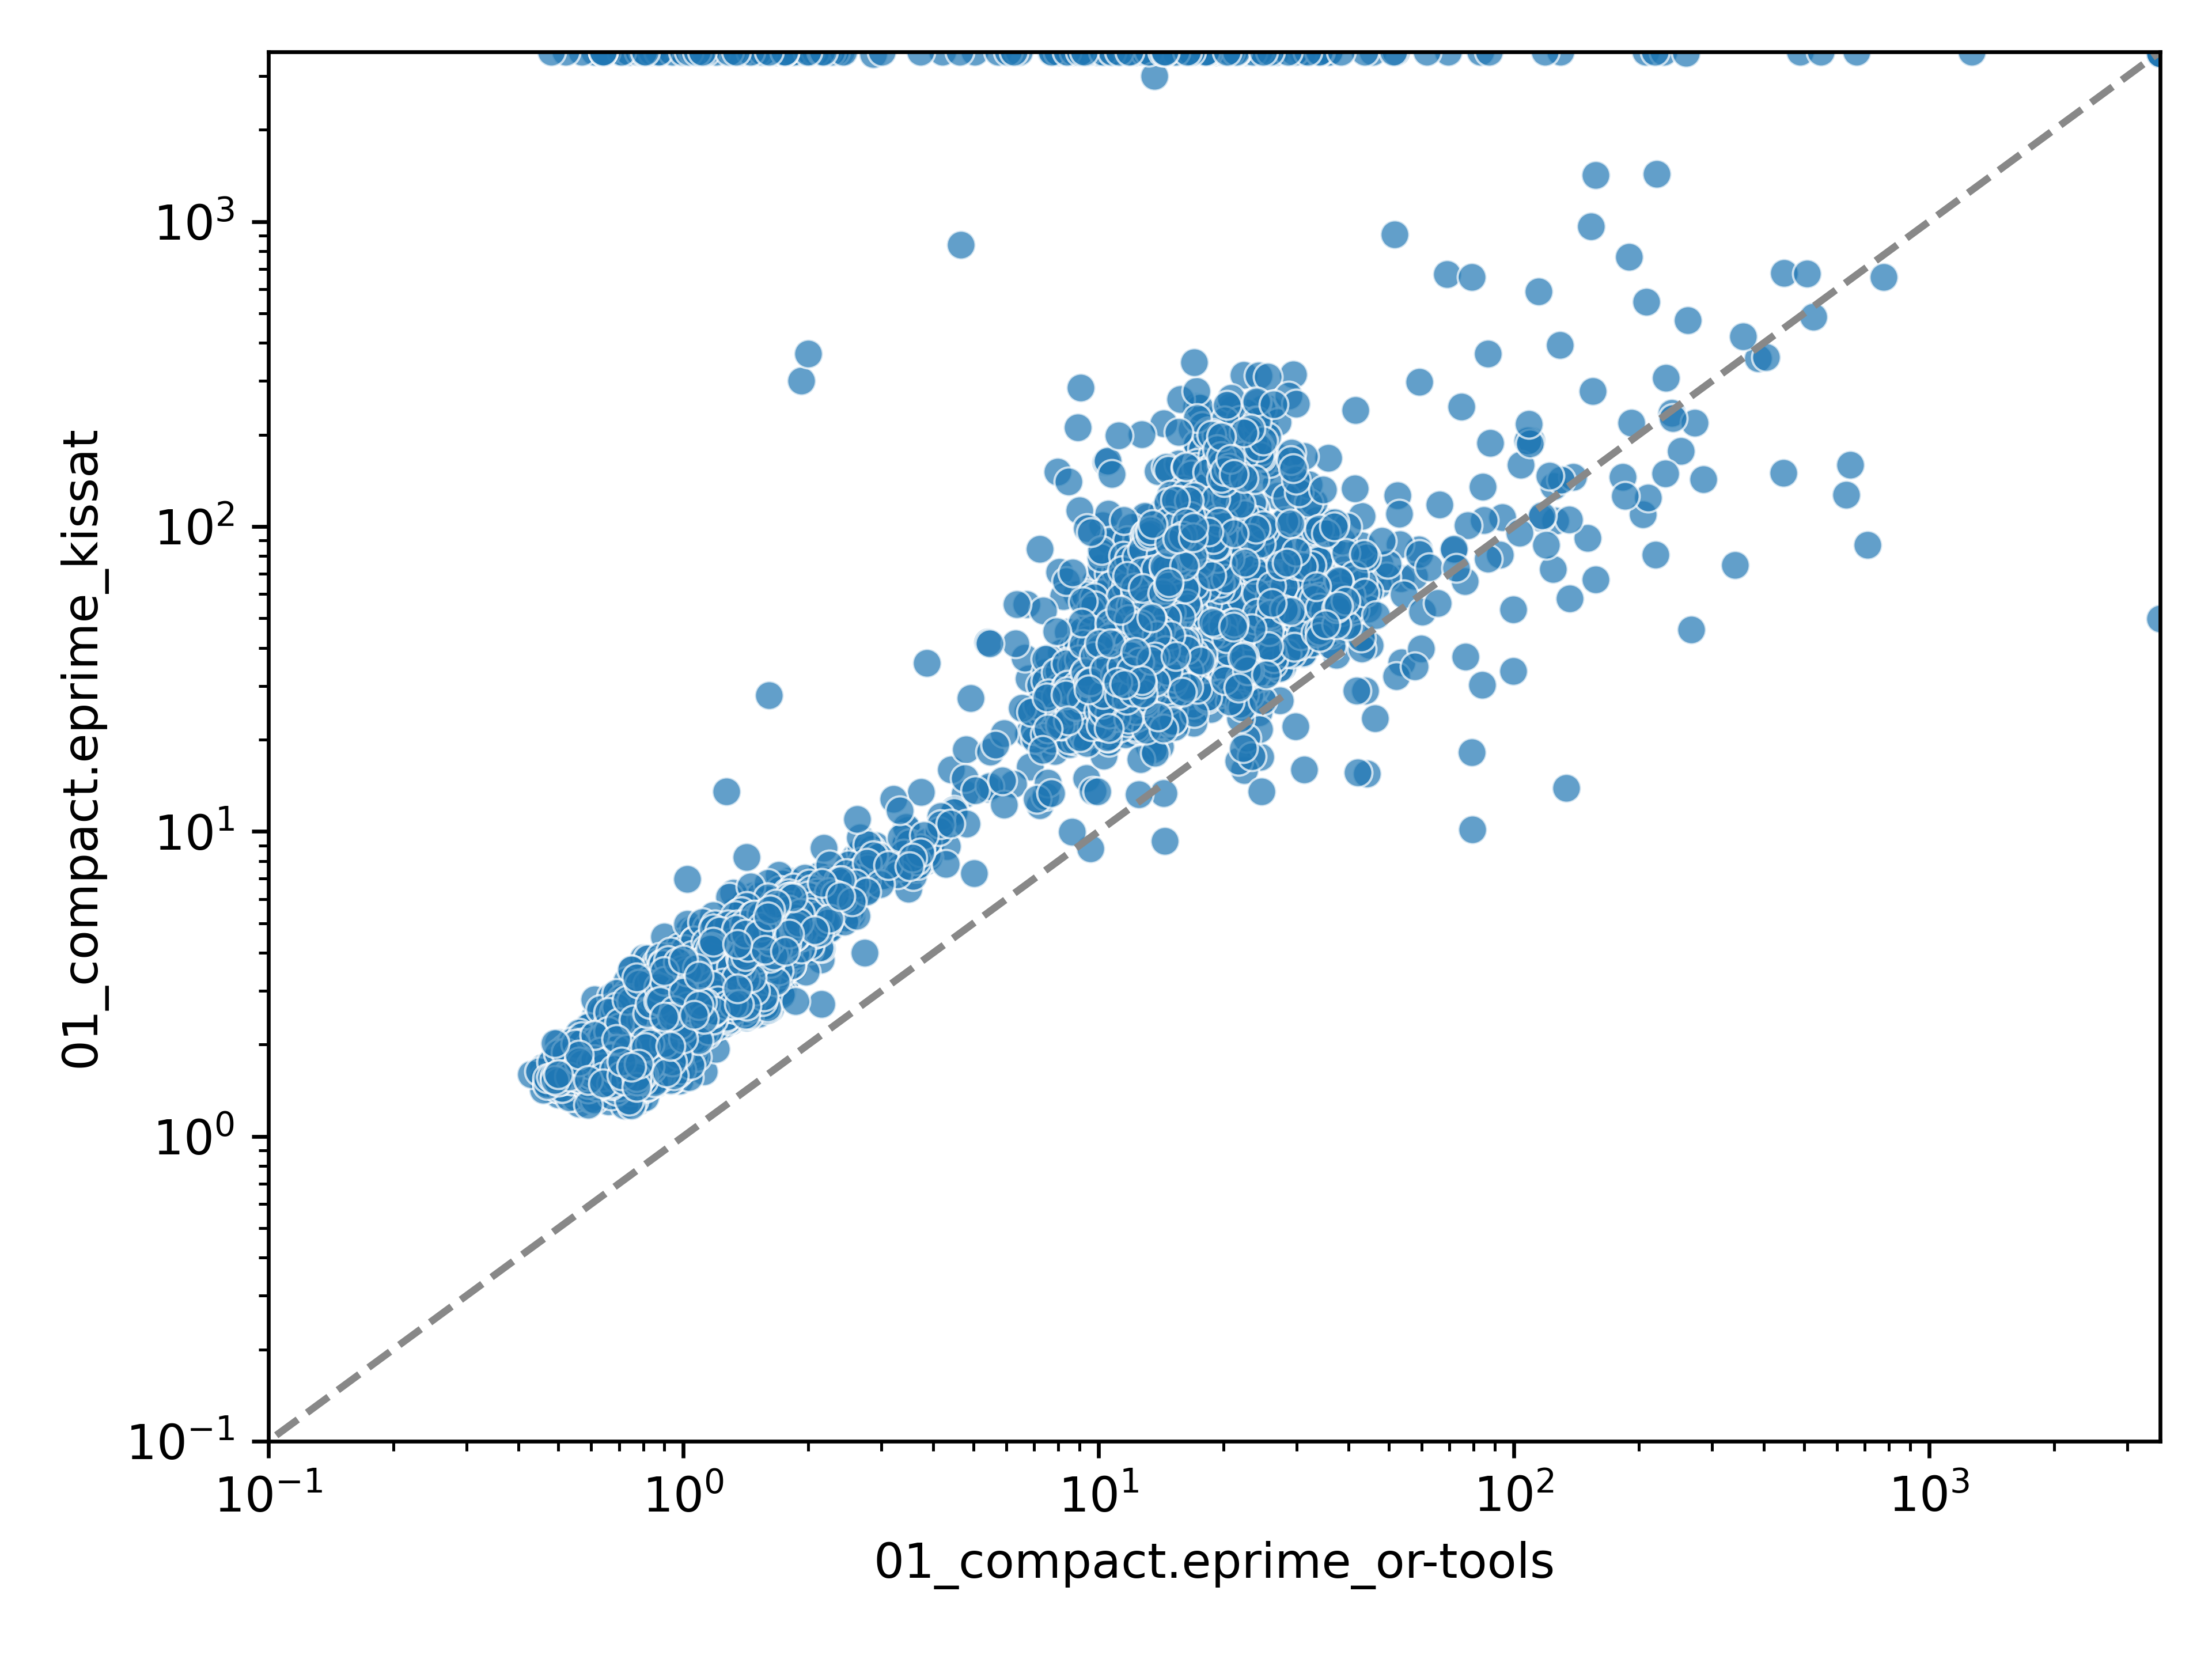 10³
10²
10¹
10⁰
10⁻¹
01_compact.eprime_kissat
10⁻¹ 10⁰ 10¹ 10² 10³
01_compact.eprime_or-tools